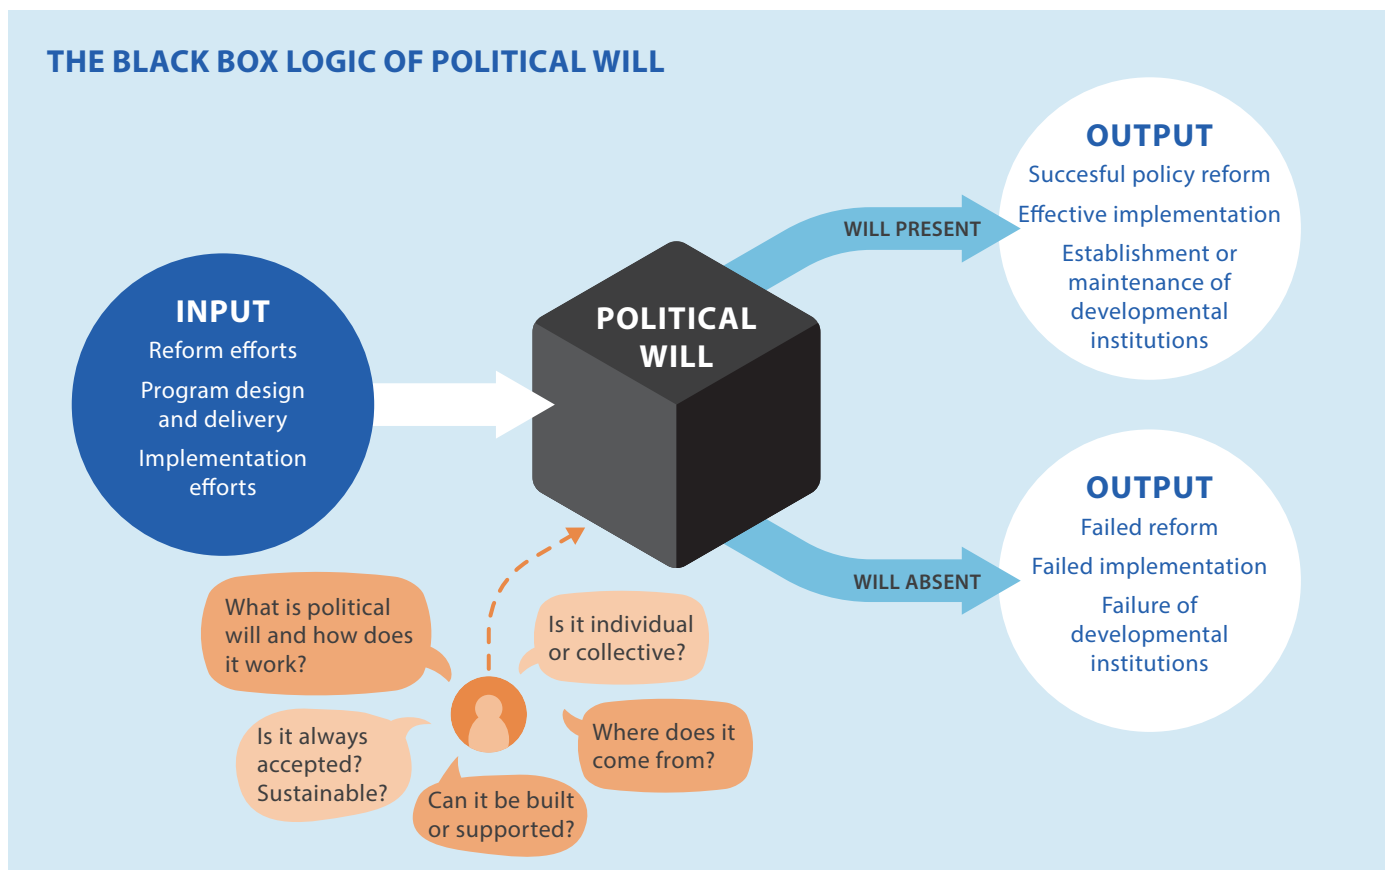 THE BLACK BOX LOGIC OF POLITICAL WILL
INPUT
Reform efforts
Program design
and delivery
Implementation
efforts
POLITICAL
WILL
WILL PRESENT
OUTPUT
Succesful policy reform
Effective implementation
Establishment or
maintenance of
developmental
institutions
WILL ABSENT
OUTPUT
Failed reform
Failed implementation
Failure of
developmental
institutions
What is political
will and how does
it work?
Is it individual
or collective?
Is it always
accepted?
Sustainable?
Where does it
come from?
Can it be built
or supported?